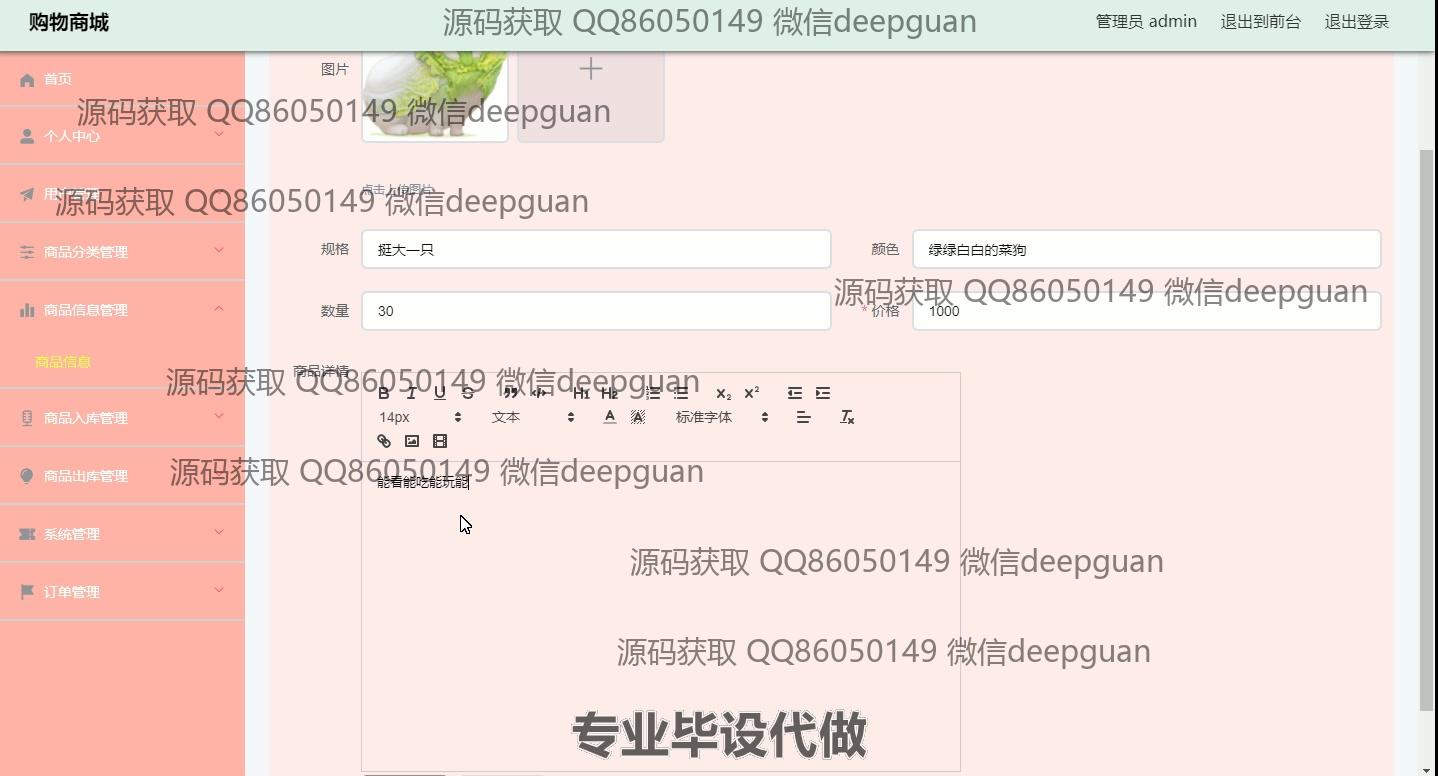 购物商城
源码获取 QQ86050149 微信deepguan
管理员 admin
退出到前台
退出登录
首页
图片
源码获取 QQ86050149 微信deepguan
个人中心
点击上传图片
源码获取 QQ86050149 微信deepguan
商品分类管理
规格
挺大一只
颜色
绿绿白白的菜狗
源码获取 QQ86050149 微信deepguan
商品信息管理
数量
30
* 价格
1000
商品信息
商品详情
源码获取 QQ86050149 微信deepguan
B I U S H1 H2 X2 X2
14px
文本
A A
标准字体
Tx
商品入库管理
源码获取 QQ86050149 微信deepguan
商品出库管理
能看能吃能玩能
系统管理
源码获取 QQ86050149 微信deepguan
订单管理
源码获取 QQ86050149 微信deepguan
专业毕设代做